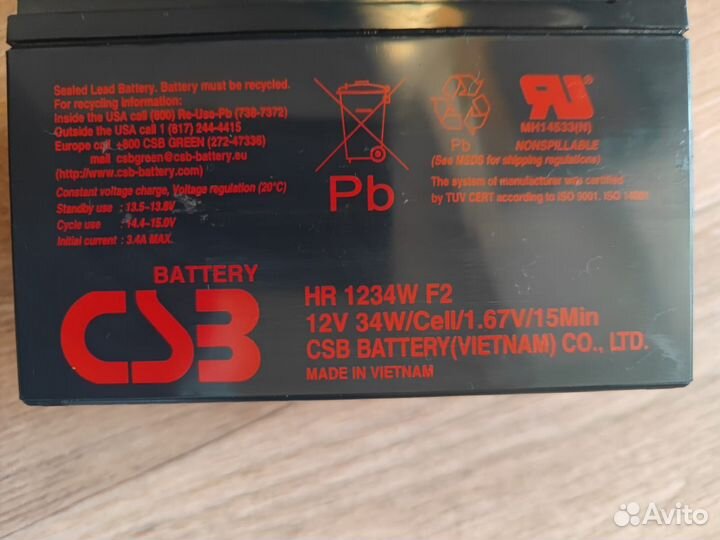 Sealed Lead Battery. Battery must be recycled.
For recycling information:
Inside the USA call (800) Re-Use-Pb (738-7372)
Outside the USA call 1 (817) 244-4415
Europe call +800 CSB GREEN (272-47336)
mail csbgreen@csb-battery.eu
(http://www.csb-battery.com)
Constant voltage charge, Voltage regulation (20°C)
Standby use : 13.5-13.8V
Cycle use : 14.4-15.0V
Initial current : 3.4A MAX.
Pb
Pb
RU
MH14533(N)
NONSPILLABLE
(See MSDS for shipping regulations)
The system of manufacturer was certified
by TUV CERT according to ISO 9001, ISO 14001
BATTERY
CSB
HR 1234W F2
12V 34W/Cell/1.67V/15Min
CSB BATTERY(VIETNAM) CO., LTD.
MADE IN VIETNAM
Avito